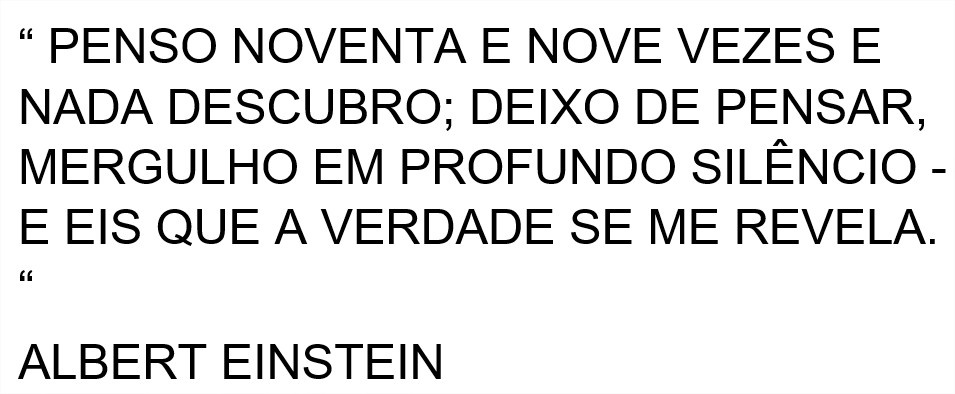 “ PENSO NOVENTA E NOVE VEZES E
NADA DESCUBRO; DEIXO DE PENSAR,
MERGULHO EM PROFUNDO SILÊNCIO -
E EIS QUE A VERDADE SE ME REVELA.
“
ALBERT EINSTEIN